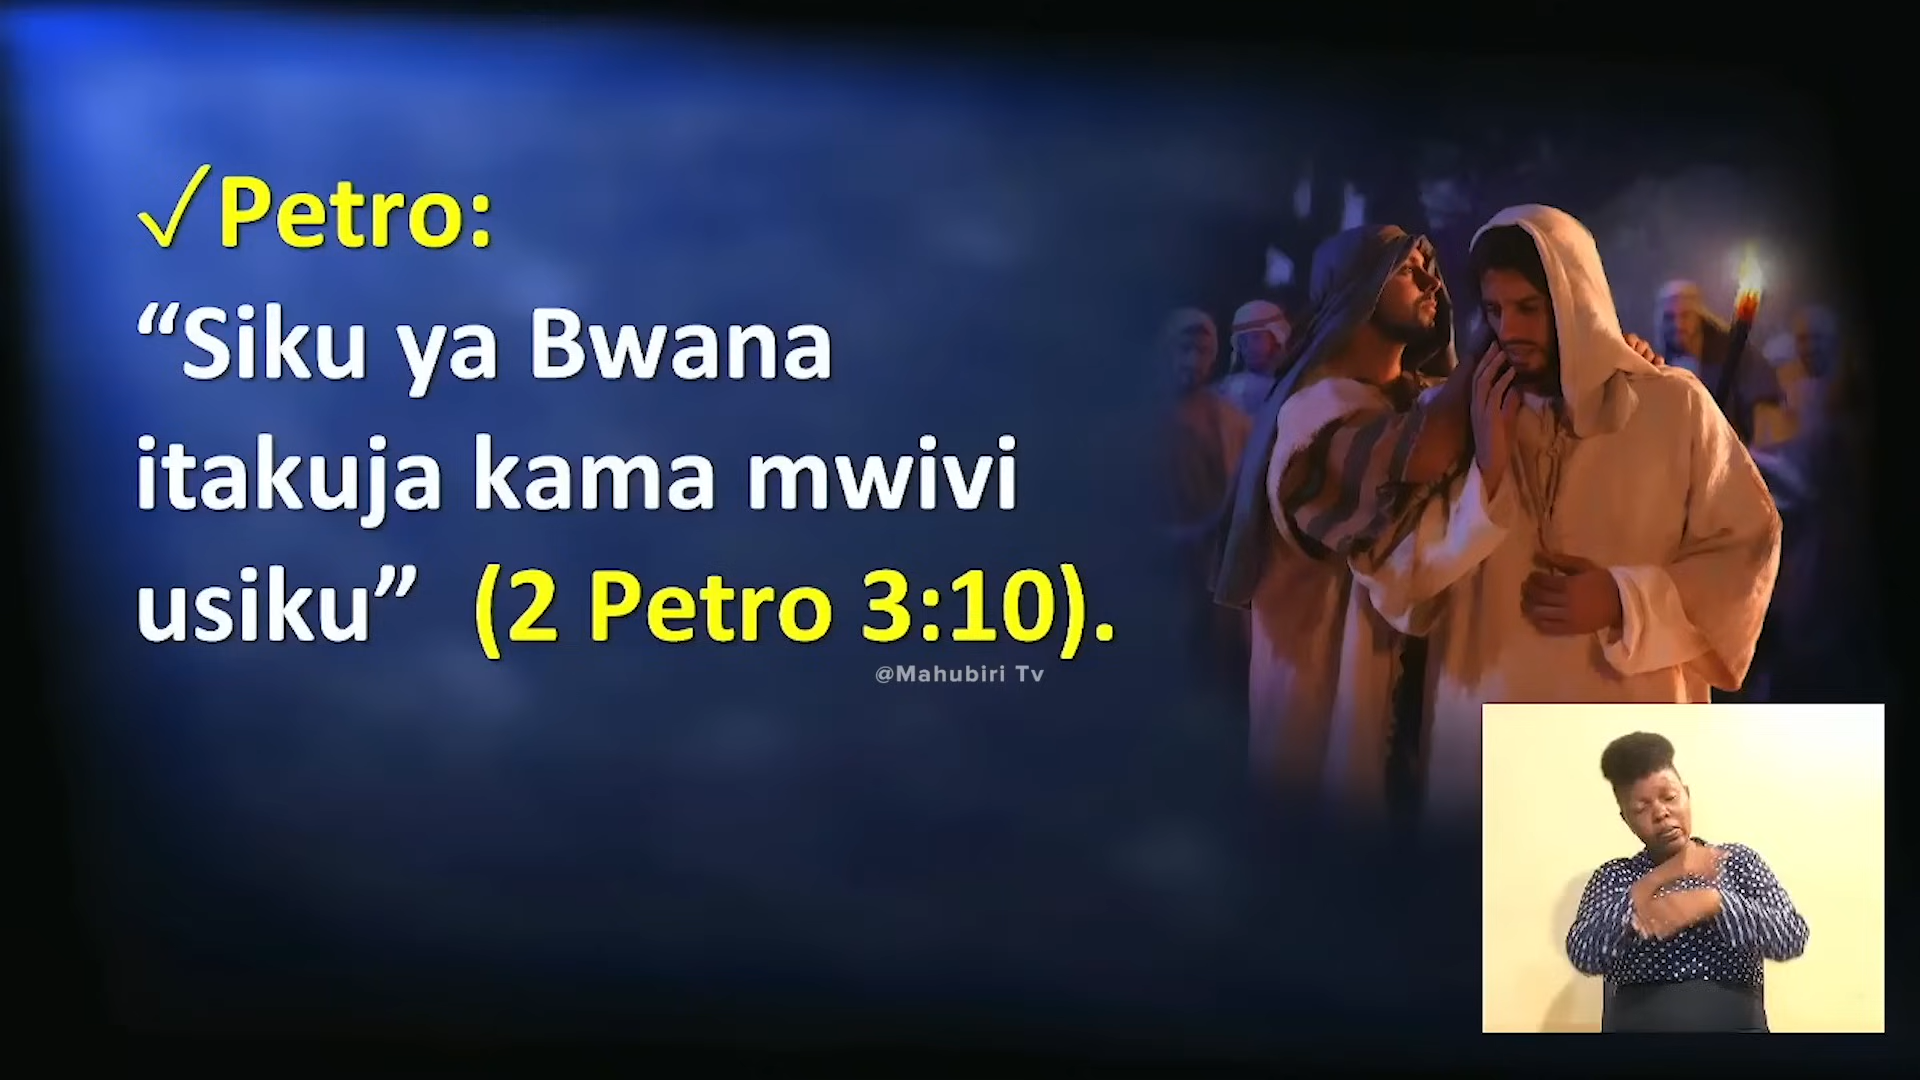 ✓Petro:
“Siku ya Bwana
itakuja kama mwivi
usiku” (2 Petro 3:10).
@Mahubiri Tv